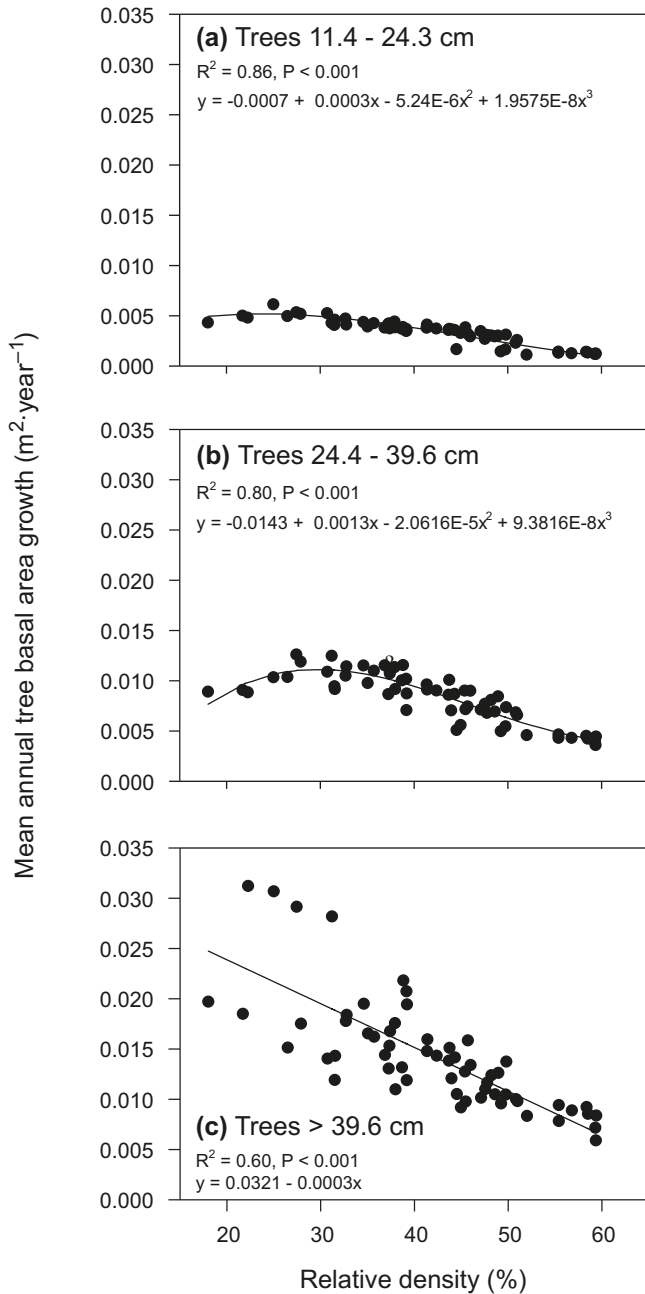 Mean annual tree basal area growth (m²·year⁻¹)
(a) Trees 11.4 - 24.3 cm
R² = 0.86, P < 0.001
y = -0.0007 + 0.0003x - 5.24E-6x² + 1.9575E-8x³
0.035
0.030
0.025
0.020
0.015
0.010
0.005
0.000
(b) Trees 24.4 - 39.6 cm
R² = 0.80, P < 0.001
y = -0.0143 + 0.0013x - 2.0616E-5x² + 9.3816E-8x³
0.035
0.030
0.025
0.020
0.015
0.010
0.005
0.000
0.035
0.030
0.025
0.020
0.015
0.010
0.005
0.000
(c) Trees > 39.6 cm
R² = 0.60, P < 0.001
y = 0.0321 - 0.0003x
20 30 40 50 60
Relative density (%)